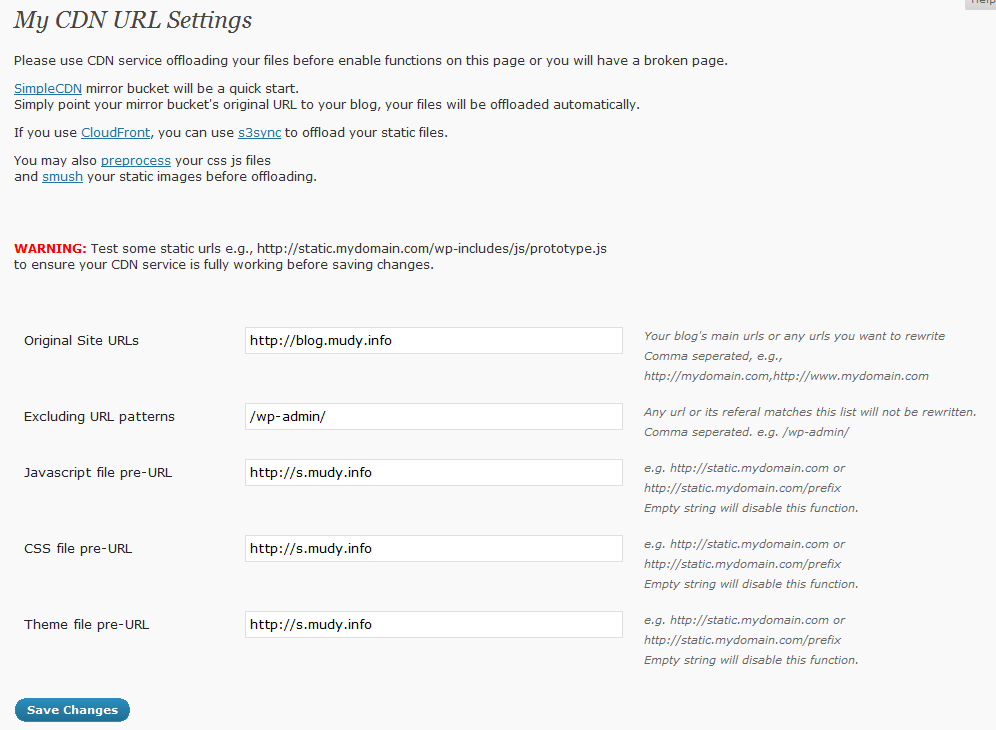 Help
My CDN URL Settings
Please use CDN service offloading your files before enable functions on this page or you will have a broken page.
SimpleCDN mirror bucket will be a quick start.
Simply point your mirror bucket's original URL to your blog, your files will be offloaded automatically.
If you use CloudFront, you can use s3sync to offload your static files.
You may also preprocess your css js files
and smush your static images before offloading.
WARNING: Test some static urls e.g., http://static.mydomain.com/wp-includes/js/prototype.js
to ensure your CDN service is fully working before saving changes.
Original Site URLs
http://blog.mudy.info
Your blog's main urls or any urls you want to rewrite
Comma seperated, e.g.,
http://mydomain.com,http://www.mydomain.com
Excluding URL patterns
/wp-admin/
Any url or its referal matches this list will not be rewritten.
Comma seperated. e.g. /wp-admin/
Javascript file pre-URL
http://s.mudy.info
e.g. http://static.mydomain.com or
http://static.mydomain.com/prefix
Empty string will disable this function.
CSS file pre-URL
http://s.mudy.info
e.g. http://static.mydomain.com or
http://static.mydomain.com/prefix
Empty string will disable this function.
Theme file pre-URL
http://s.mudy.info
e.g. http://static.mydomain.com or
http://static.mydomain.com/prefix
Empty string will disable this function.
Save Changes